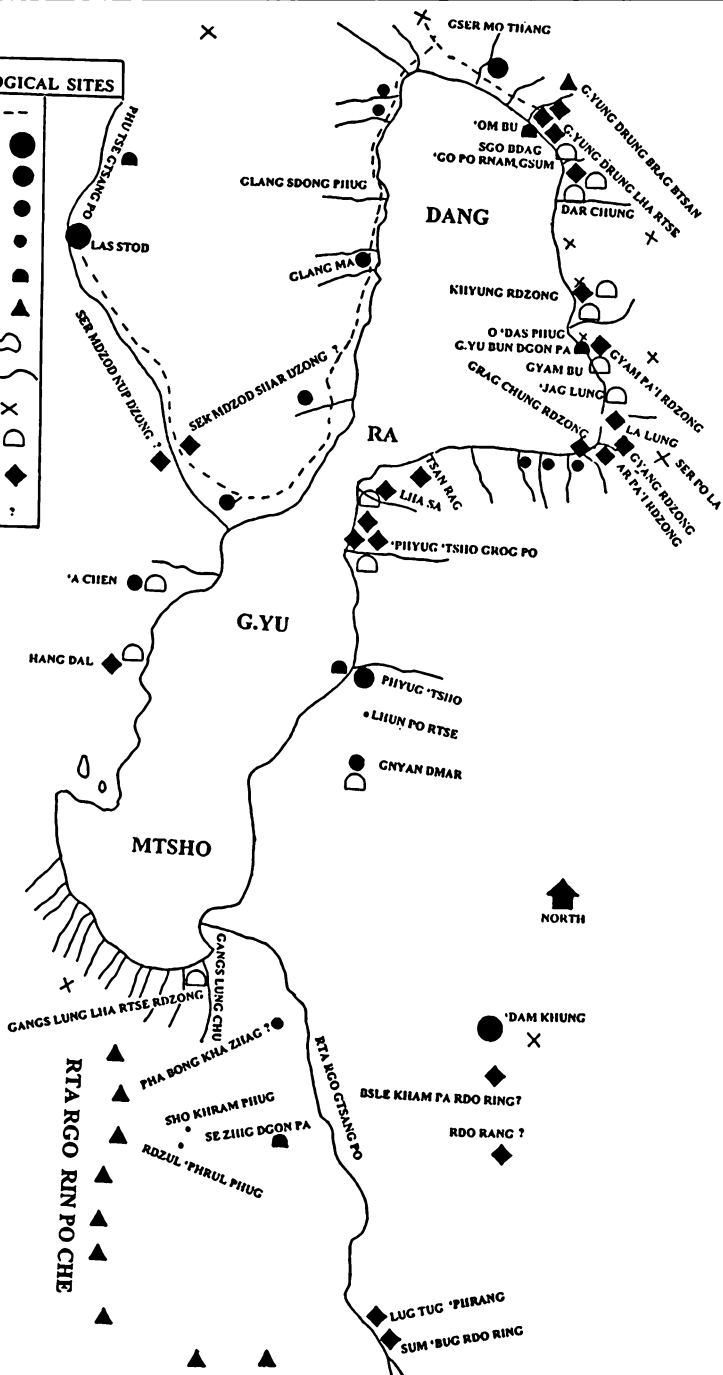 GSER MO THANG
OGICAL SITES
G.YUNG DRUNG BRAG BTSAN
PHU TSE GTSANG PO
'OM BU
G.YUNG DRUNG LHA RTSE
SGO BDAG
'GO PO RNAM GSUM
GLANG SDONG PHUG
DANG
DAR CHUNG
LAS STOD
GLANG MA
KHYUNG RDZONG
SER MDZOD NUP DZONG ?
SER MDZOD SHAR DZONG ?
O 'DAS PHUG
G.YU BUN DGON PA
GYAM PA'I RDZONG
GYAM BU
'JAG LUNG
GRAG CHUNG RDZONG
RA
LA LUNG
SER PO LA
GYANG RDZONG
AR PA'I RDZONG
TSAN RAG
LHA SA
?
'PHYUG 'TSHO GROG PO
'A CHEN
G.YU
HANG DAL
PHYUG 'TSHO
LHUN PO RTSE
GNYAN DMAR
MTSHO
NORTH
GANGS LUNG CHU
GANGS LUNG LHA RTSE RDZONG
'DAM KHUNG
PHA BONG KHA ZHAG ?
RTA RGO GTSANG PO
BSLE KHAM PA RDO RING?
RTA RGO RIN PO CHE
SHO KHRAM PHUG
SE ZHIG DGON PA
RDO RANG ?
RDZUL 'PHRUL PHUG
LUG TUG 'PHRANG
SUM 'BUG RDO RING